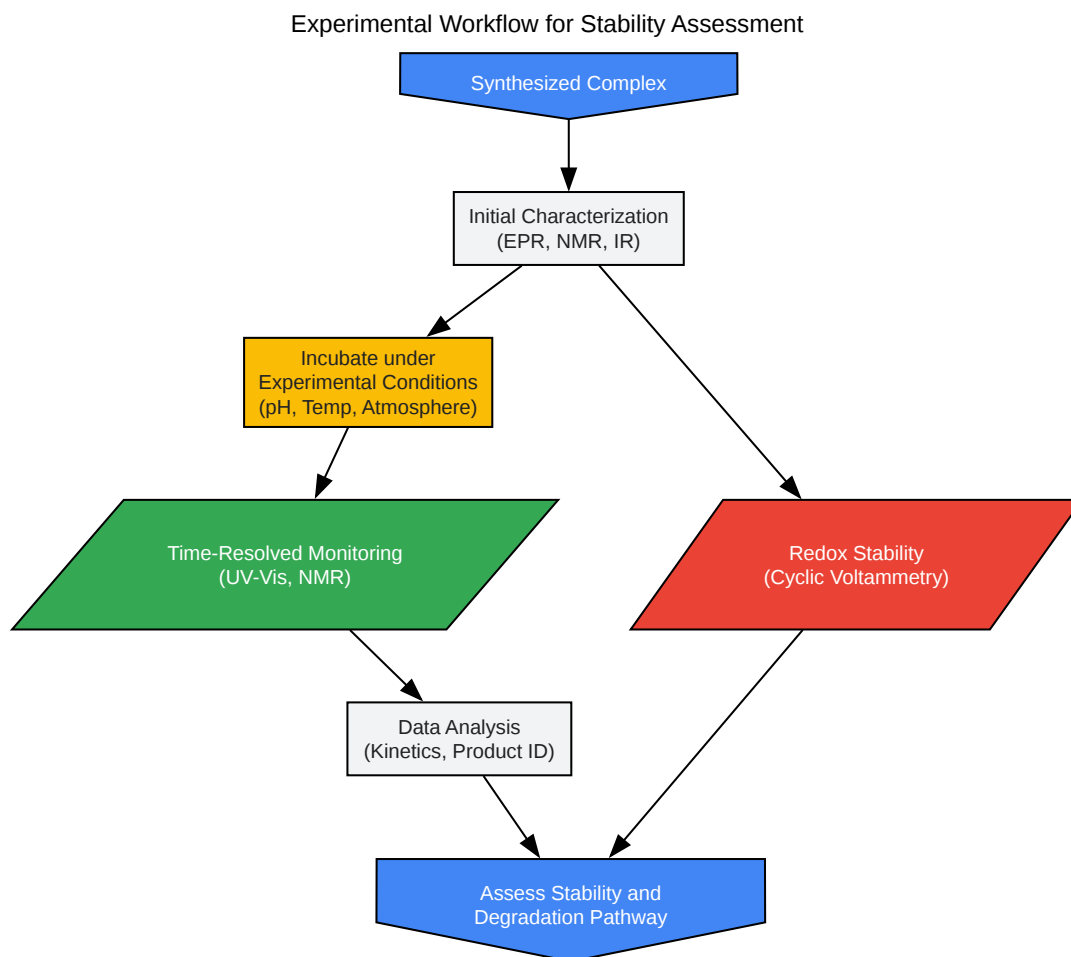 Experimental Workflow for Stability Assessment
Synthesized Complex
Initial Characterization
(EPR, NMR, IR)
Incubate under
Experimental Conditions
(pH, Temp, Atmosphere)
Time-Resolved Monitoring
(UV-Vis, NMR)
Redox Stability
(Cyclic Voltammetry)
Data Analysis
(Kinetics, Product ID)
Assess Stability and
Degradation Pathway